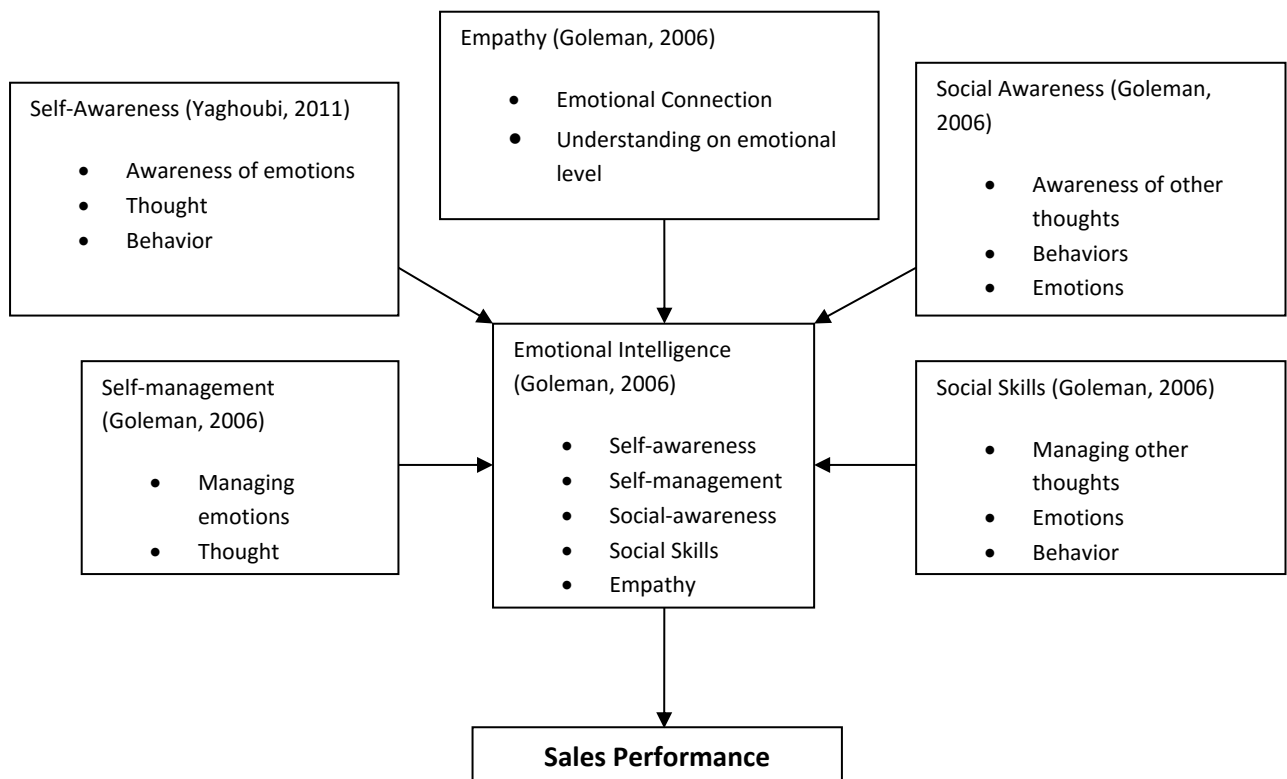 Empathy (Goleman, 2006)
• Emotional Connection
• Understanding on emotional
level
Self-Awareness (Yaghoubi, 2011)
• Awareness of emotions
• Thought
• Behavior
Social Awareness (Goleman,
2006)
• Awareness of other
thoughts
• Behaviors
• Emotions
Self-management
(Goleman, 2006)
• Managing
emotions
• Thought
Emotional Intelligence
(Goleman, 2006)
• Self-awareness
• Self-management
• Social-awareness
• Social Skills
• Empathy
Social Skills (Goleman, 2006)
• Managing other
thoughts
• Emotions
• Behavior
Sales Performance